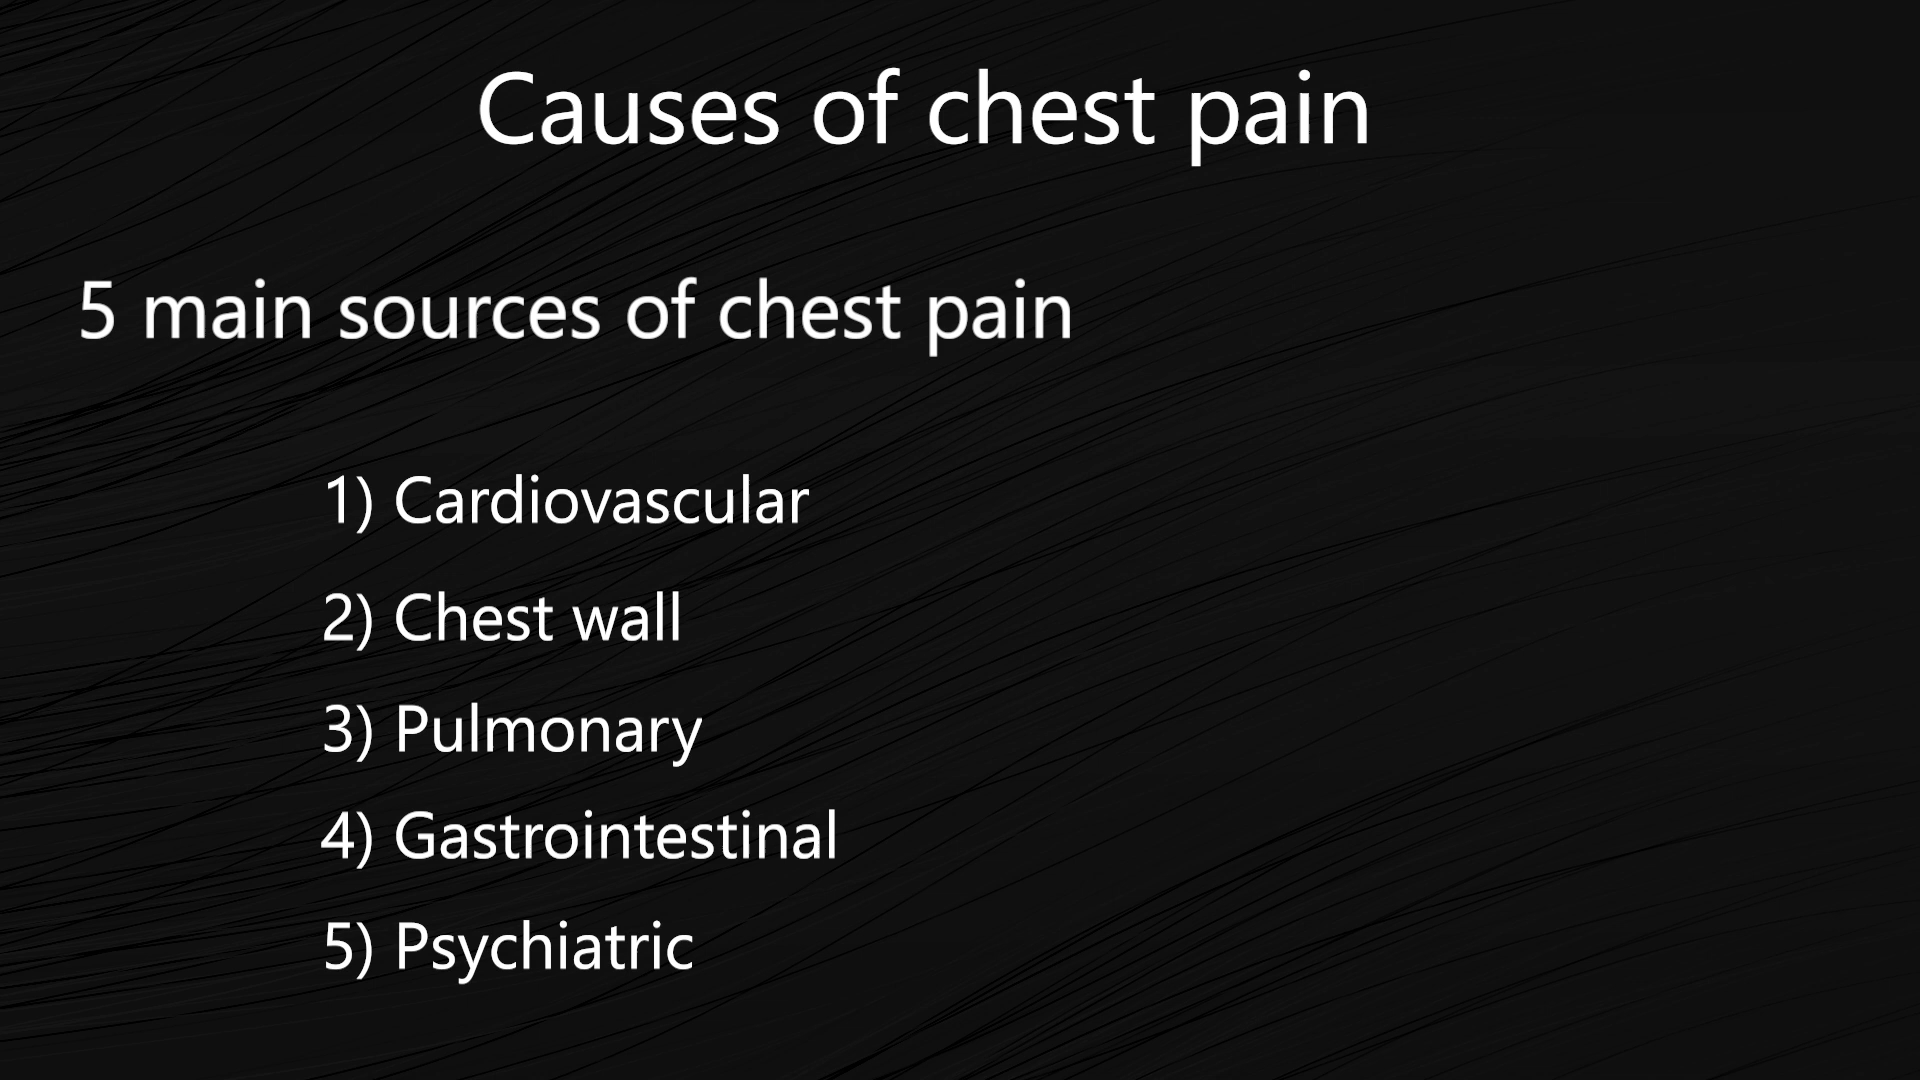 Causes of chest pain
5 main sources of chest pain
1) Cardiovascular
2) Chest wall
3) Pulmonary
4) Gastrointestinal
5) Psychiatric